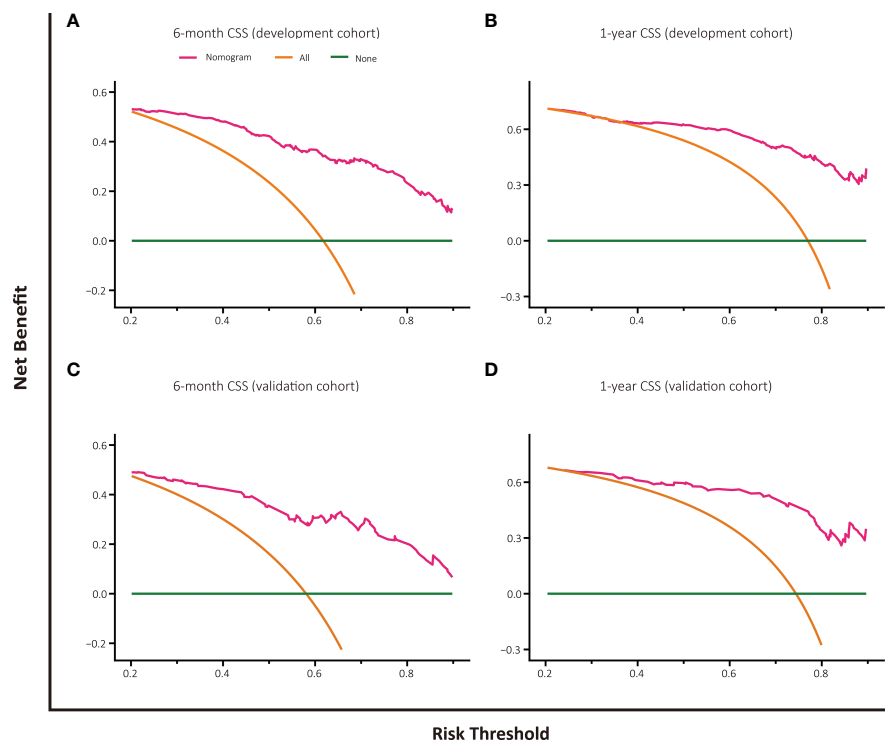 A
6-month CSS (development cohort)
Nomogram All None
0.6
0.4
0.2
0.0
−0.2
0.2 0.4 0.6 0.8
B
1-year CSS (development cohort)
0.6
0.3
0.0
−0.3
0.2 0.4 0.6 0.8
C
6-month CSS (validation cohort)
0.6
0.4
0.2
0.0
−0.2
0.2 0.4 0.6 0.8
D
1-year CSS (validation cohort)
0.6
0.3
0.0
−0.3
0.2 0.4 0.6 0.8
Net Benefit
Risk Threshold